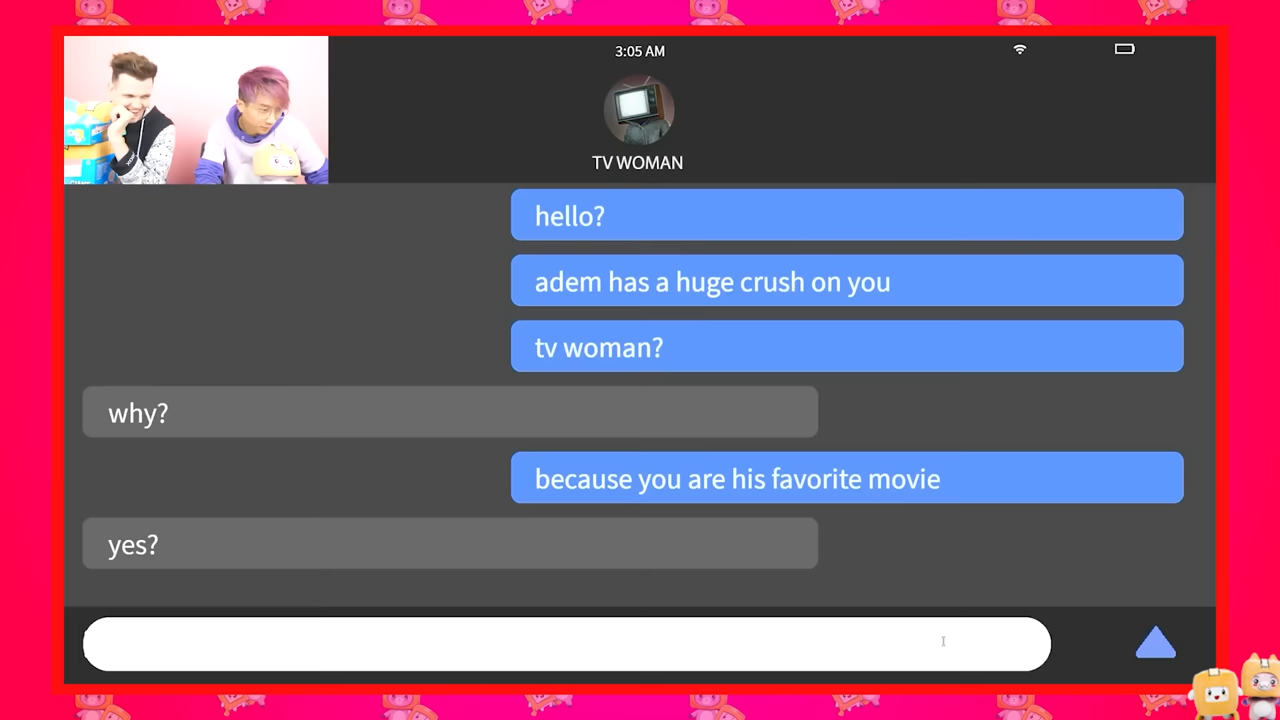 3:05 AM
TV WOMAN
hello?
adem has a huge crush on you
tv woman?
why?
because you are his favorite movie
yes?